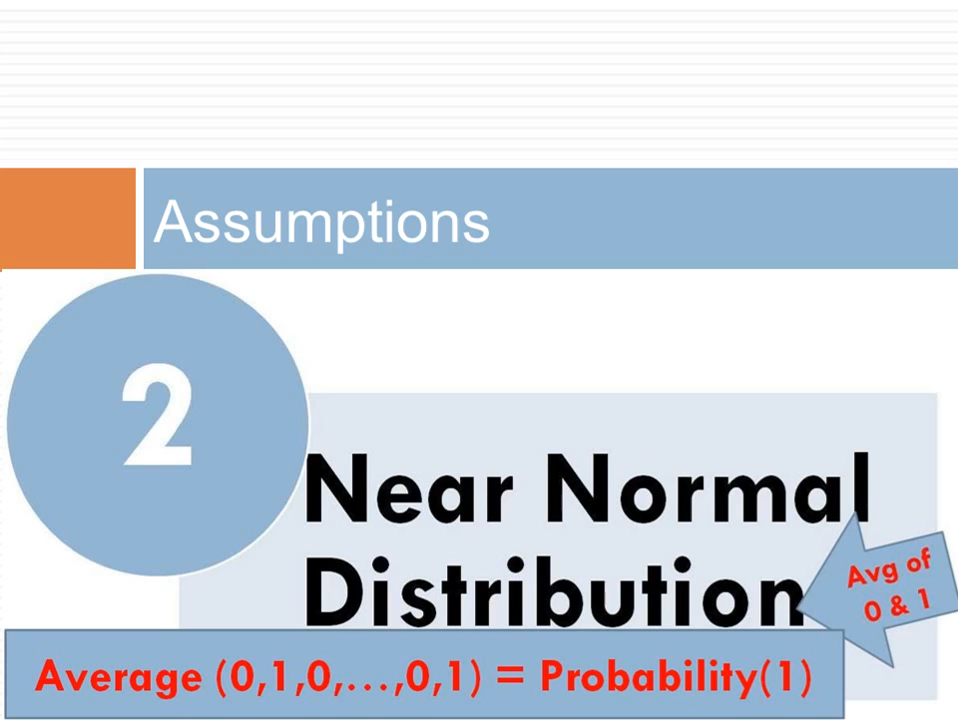 Assumptions
2
Near Normal
Distribution
Avg of
0 & 1
Average (0,1,0,…,0,1) = Probability(1)